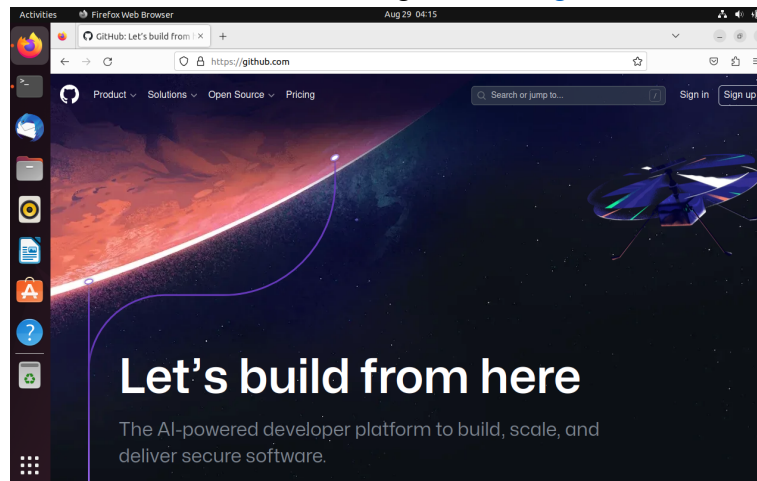 Activities Firefox Web Browser Aug 29 04:15
GitHub: Let's build from
https://github.com
Product Solutions Open Source Pricing Search or jump to... / Sign in Sign up
Let's build from here
The AI-powered developer platform to build, scale, and
deliver secure software.